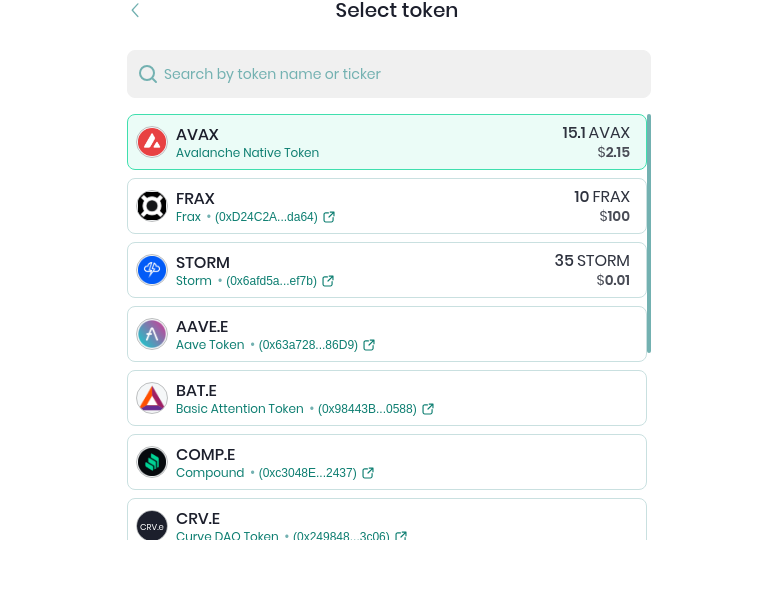 Select token
Search by token name or ticker
AVAX
15.1 AVAX
Avalanche Native Token
$2.15
FRAX
10 FRAX
Frax • (0xD24C2A...da64)
$100
STORM
35 STORM
Storm • (0x6afd5a...ef7b)
$0.01
AAVE.E
Aave Token • (0x63a728...86D9)
BAT.E
Basic Attention Token • (0x98443B...0588)
COMP.E
Compound • (0xc3048E...2437)
CRV.e
CRV.E
Curve DAO Token • (0x249848...3c06)